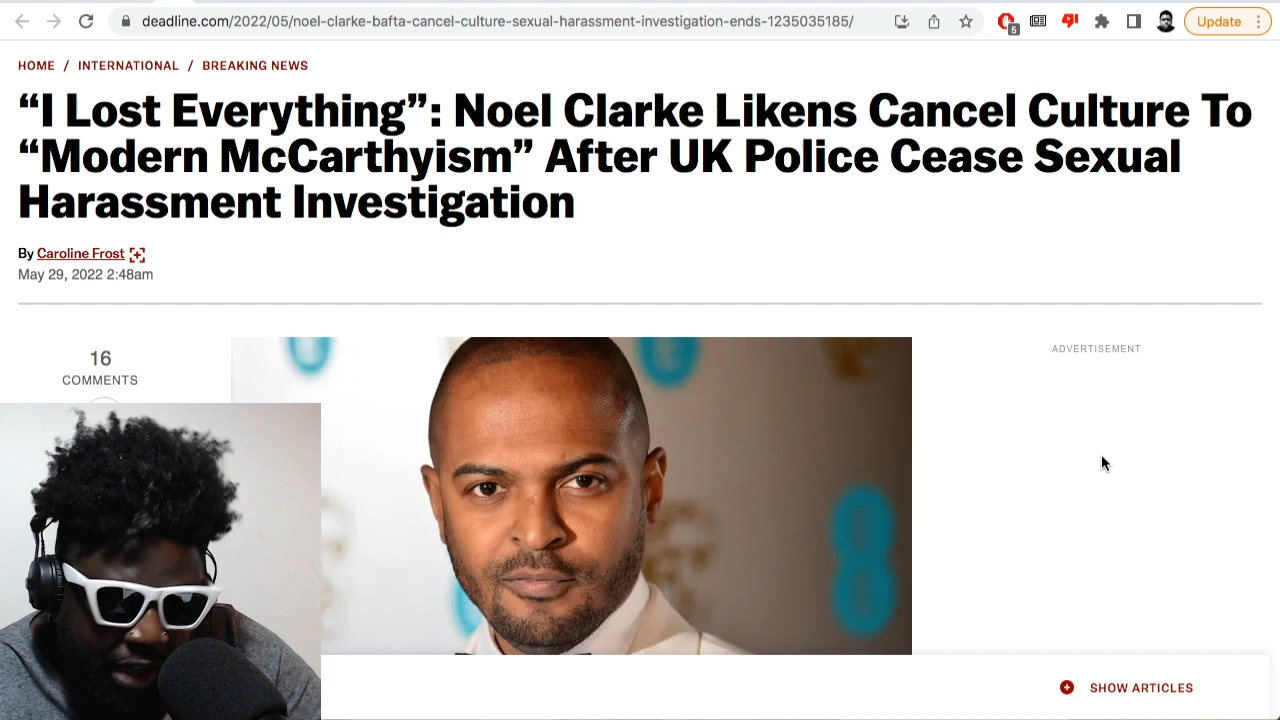 deadline.com/2022/05/noel-clarke-bafta-cancel-culture-sexual-harassment-investigation-ends-1235035185/
5
Update
HOME / INTERNATIONAL / BREAKING NEWS
“I Lost Everything”: Noel Clarke Likens Cancel Culture To
“Modern McCarthyism” After UK Police Cease Sexual
Harassment Investigation
By Caroline Frost
May 29, 2022 2:48am
16
COMMENTS
ADVERTISEMENT
8
SHOW ARTICLES